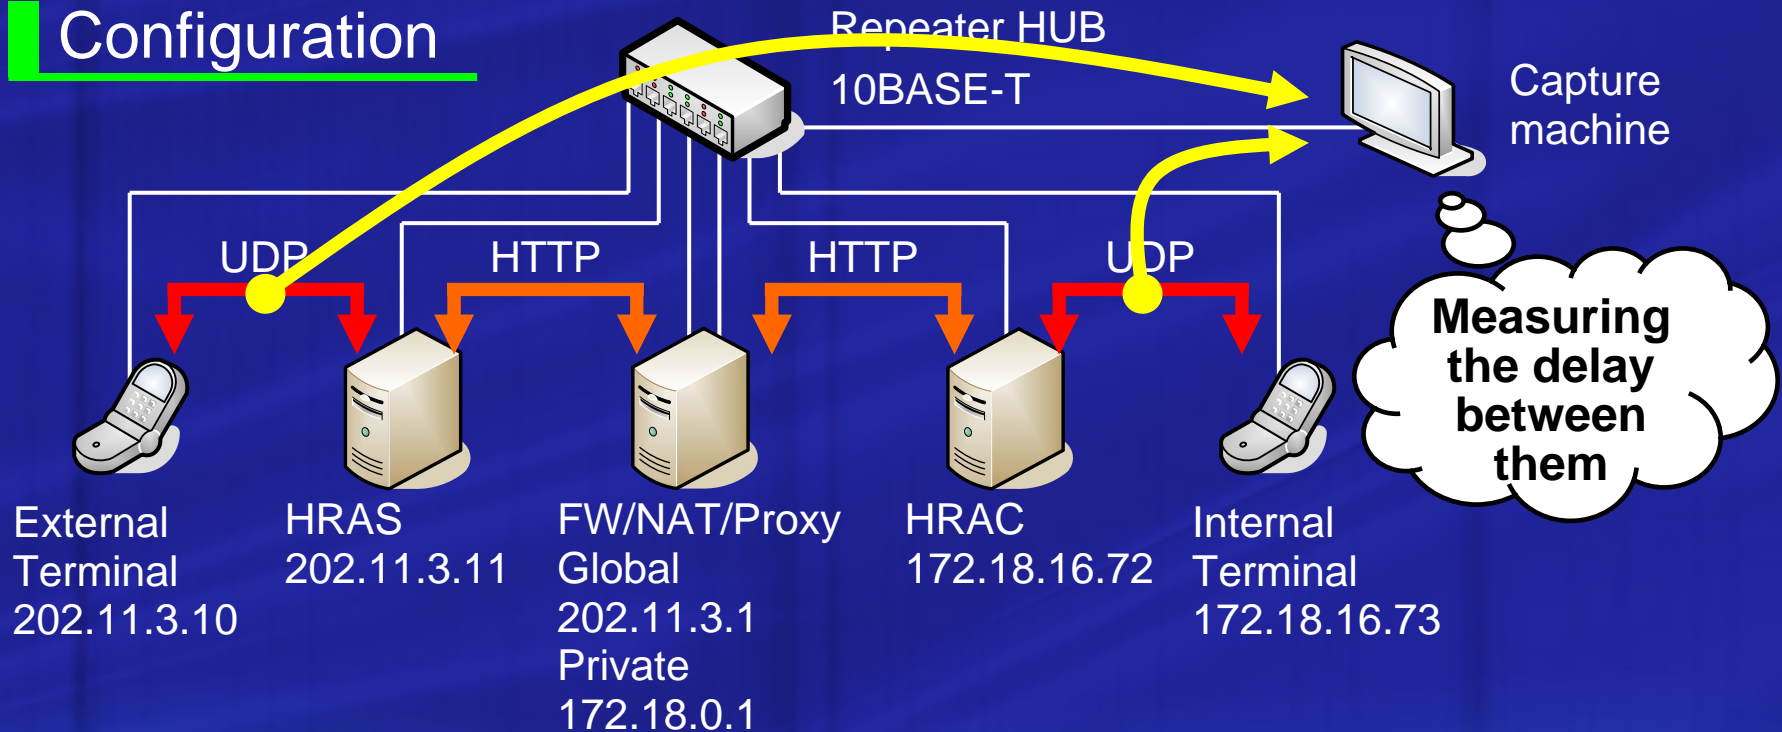 Configuration
Repeater HUB
10BASE-T
Capture
machine
UDP
HTTP
HTTP
UDP
Measuring
the delay
between
them
External
Terminal
202.11.3.10
HRAS
202.11.3.11
FW/NAT/Proxy
Global
202.11.3.1
Private
172.18.0.1
HRAC
172.18.16.72
Internal
Terminal
172.18.16.73